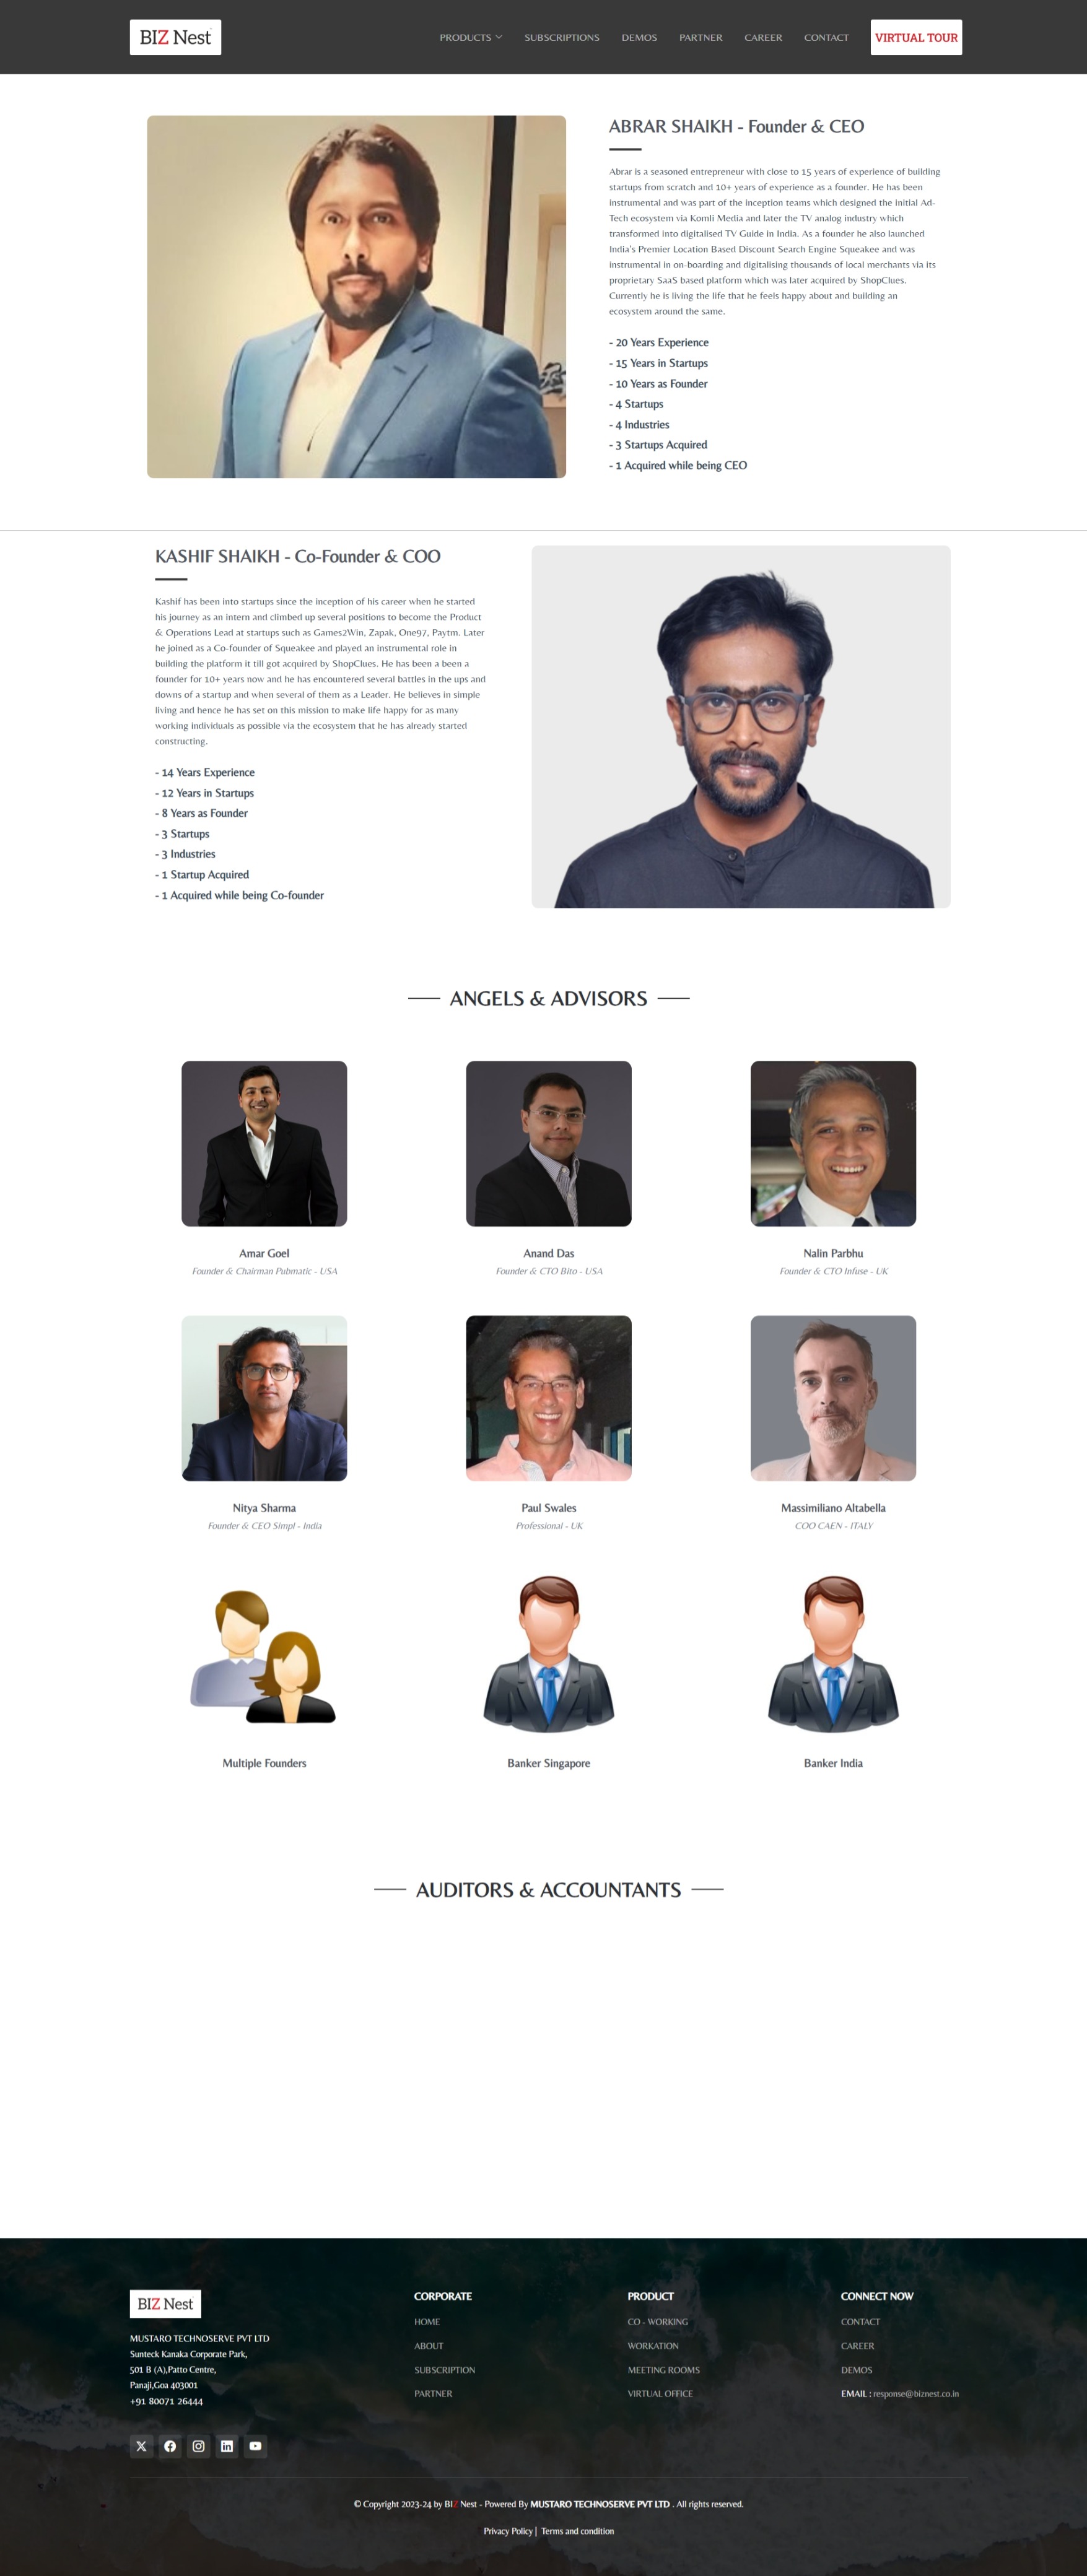 BIZ Nest
PRODUCTS
SUBSCRIPTIONS
DEMOS
PARTNER
CAREER
CONTACT
VIRTUAL TOUR
ABRAR SHAIKH - Founder & CEO
Abrar is a seasoned entrepreneur with close to 15 years of experience of building
startups from scratch and 10+ years of experience as a founder. He has been
instrumental and was part of the inception teams which designed the initial Ad-
Tech ecosystem via Komli Media and later the TV analog industry which
transformed into digitalised TV Guide in India. As a founder he also launched
India's Premier Location Based Discount Search Engine Squeakee and was
instrumental in on-boarding and digitalising thousands of local merchants via its
proprietary SaaS based platform which was later acquired by ShopClues.
Currently he is living the life that he feels happy about and building an
ecosystem around the same.
- 20 Years Experience
- 15 Years in Startups
- 10 Years as Founder
- 4 Startups
- 4 Industries
- 3 Startups Acquired
- 1 Acquired while being CEO
KASHIF SHAIKH - Co-Founder & COO
Kashif has been into startups since the inception of his career when he started
his journey as an intern and climbed up several positions to become the Product
& Operations Lead at startups such as Games2Win, Zapak, One97, Paytm. Later
he joined as a Co-founder of Squeakee and played an instrumental role in
building the platform it till got acquired by ShopClues. He has been a been a
founder for 10+ years now and he has encountered several battles in the ups and
downs of a startup and when several of them as a Leader. He believes in simple
living and hence he has set on this mission to make life happy for as many
working individuals as possible via the ecosystem that he has already started
constructing.
- 14 Years Experience
- 12 Years in Startups
- 8 Years as Founder
- 3 Startups
- 3 Industries
- 1 Startup Acquired
- 1 Acquired while being Co-founder
ANGELS & ADVISORS
Amar Goel
Founder & Chairman Pubmatic - USA
Anand Das
Founder & CTO Bito - USA
Nalin Parbhu
Founder & CTO Infuse - UK
Nitya Sharma
Founder & CEO Simpl - India
Paul Swales
Professional - UK
Massimiliano Altabella
COO CAEN - ITALY
Multiple Founders
Banker Singapore
Banker India
AUDITORS & ACCOUNTANTS
BIZ Nest
MUSTARO TECHNOSERVE PVT LTD
Sunteck Kanaka Corporate Park,
501 B (A),Patto Centre,
Panaji,Goa 403001
+91 80071 26444
CORPORATE
HOME
ABOUT
SUBSCRIPTION
PARTNER
PRODUCT
CO - WORKING
WORKATION
MEETING ROOMS
VIRTUAL OFFICE
CONNECT NOW
CONTACT
CAREER
DEMOS
EMAIL : response@biznest.co.in
© Copyright 2023-24 by BIZ Nest - Powered By MUSTARO TECHNOSERVE PVT LTD . All rights reserved.
Privacy Policy | Terms and condition